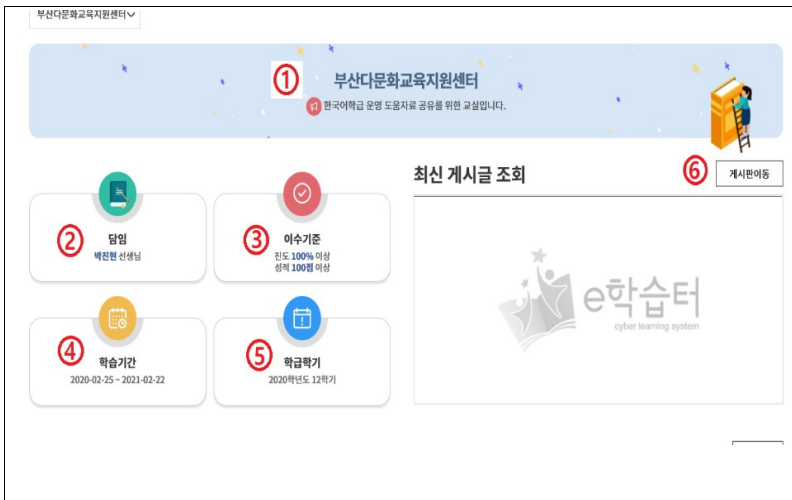 부산다문화교육지원센터
① 부산다문화교육지원센터
한국어학급 운영 도움자료 공유를 위한 교실입니다.
② 담임
박진현 선생님
③ 이수기준
진도 100% 이상
성적 100점 이상
④ 학습기간
2020-02-25 ~ 2021-02-22
⑤ 학급학기
2020학년도 12학기
최신 게시글 조회
⑥ 게시판이동
e학습터
cyber learning system